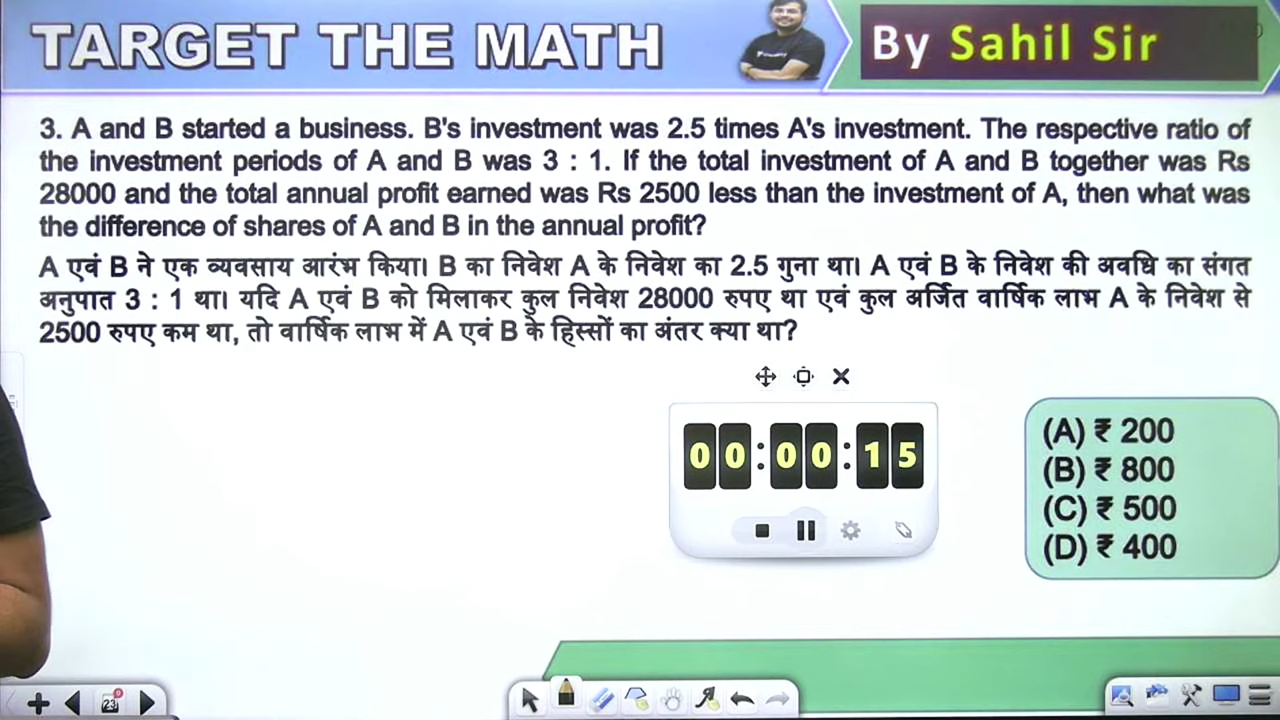 TARGET THE MATH
By Sahil Sir
3. A and B started a business. B's investment was 2.5 times A's investment. The respective ratio of
the investment periods of A and B was 3 : 1. If the total investment of A and B together was Rs
28000 and the total annual profit earned was Rs 2500 less than the investment of A, then what was
the difference of shares of A and B in the annual profit?
A एवं B ने एक व्यवसाय आरंभ किया। B का निवेश A के निवेश का 2.5 गुना था। A एवं B के निवेश की अवधि का संगत
अनुपात 3 : 1 था। यदि A एवं B को मिलाकर कुल निवेश 28000 रुपए था एवं कुल अर्जित वार्षिक लाभ A के निवेश से
2500 रुपए कम था, तो वार्षिक लाभ में A एवं B के हिस्सों का अंतर क्या था?
00:00:15
(A) ₹ 200
(B) ₹ 800
(C) ₹ 500
(D) ₹ 400
23